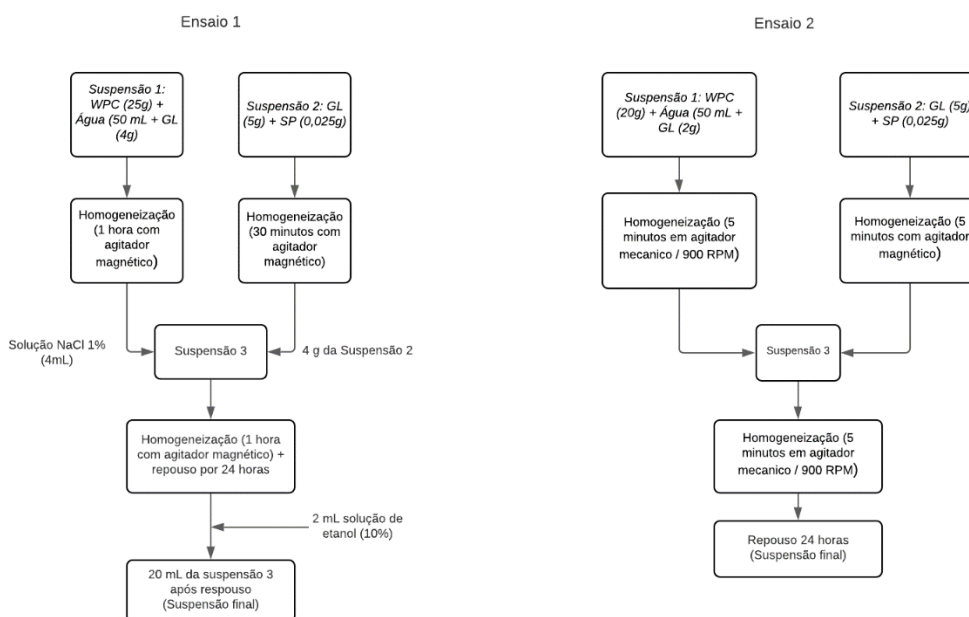 Ensaio 1
Suspensão 1:
WPC (25g) +
Água (50 mL + GL
(4g)
Suspensão 2: GL
(5g) + SP (0,025g)
Homogeneização
(1 hora com
agitador
magnético)
Homogeneização
(30 minutos com
agitador
magnético)
Solução NaCl 1%
(4mL)
Suspensão 3
4 g da Suspensão 2
Homogeneização (1 hora
com agitador magnético) +
repouso por 24 horas
2 mL solução de
etanol (10%)
20 mL da suspensão 3
após respouso
(Suspensão final)
Ensaio 2
Suspensão 1: WPC
(20g) + Água (50 mL +
GL (2g)
Suspensão 2: GL (5g)
+ SP (0,025g)
Homogeneização (5
minutos em agitador
mecanico / 900 RPM)
Homogeneização (5
minutos com agitador
magnético)
Suspensão 3
Homogeneização (5
minutos em agitador
mecanico / 900 RPM)
Repouso 24 horas
(Suspensão final)